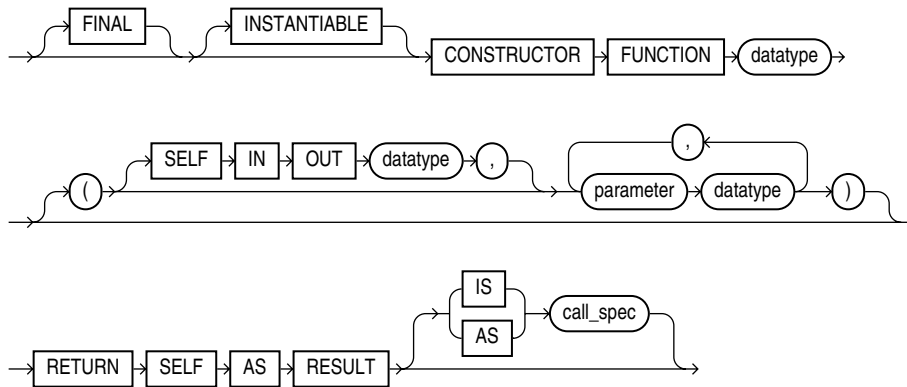 FINAL INSTANTIABLE
CONSTRUCTOR FUNCTION datatype
SELF IN OUT datatype , ,
( parameter datatype )
IS
RETURN SELF AS RESULT AS call_spec